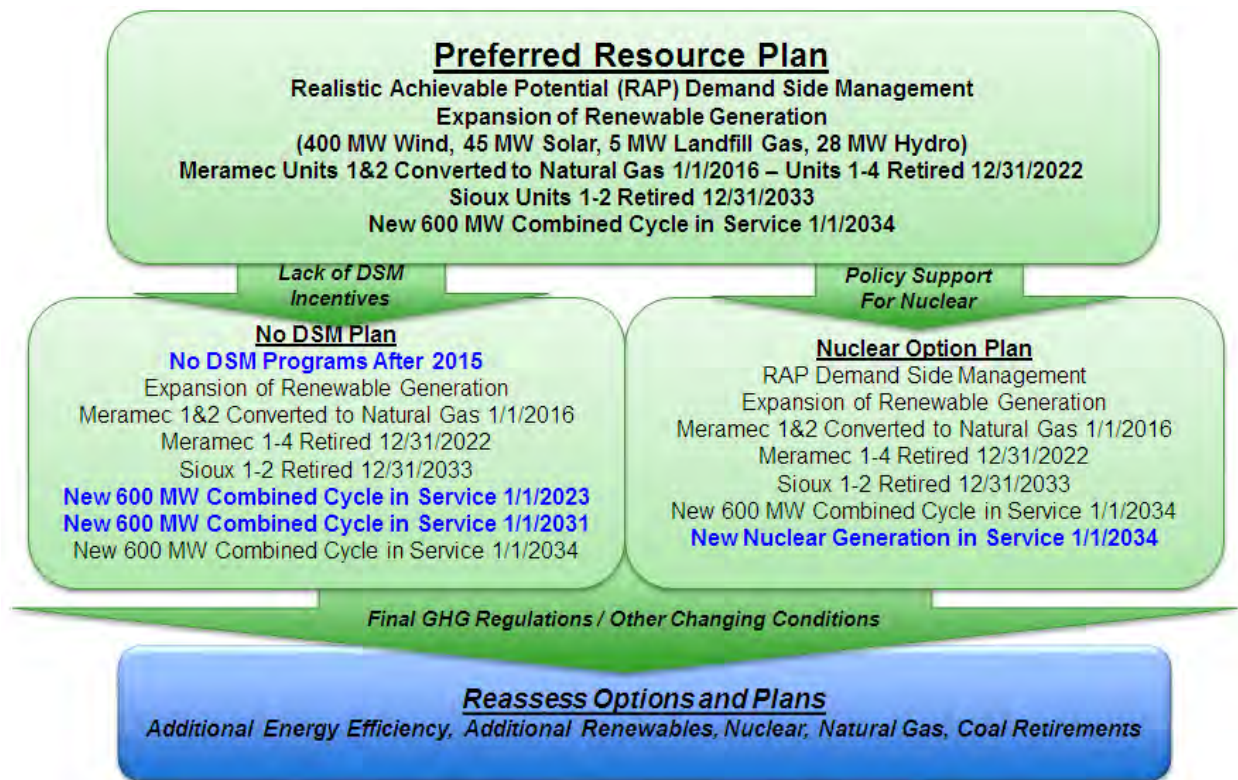 Preferred Resource Plan
Realistic Achievable Potential (RAP) Demand Side Management
Expansion of Renewable Generation
(400 MW Wind, 45 MW Solar, 5 MW Landfill Gas, 28 MW Hydro)
Meramec Units 1&2 Converted to Natural Gas 1/1/2016 – Units 1-4 Retired 12/31/2022
Sioux Units 1-2 Retired 12/31/2033
New 600 MW Combined Cycle in Service 1/1/2034
Lack of DSM
Incentives
Policy Support
For Nuclear
No DSM Plan
No DSM Programs After 2015
Expansion of Renewable Generation
Meramec 1&2 Converted to Natural Gas 1/1/2016
Meramec 1-4 Retired 12/31/2022
Sioux 1-2 Retired 12/31/2033
New 600 MW Combined Cycle in Service 1/1/2023
New 600 MW Combined Cycle in Service 1/1/2031
New 600 MW Combined Cycle in Service 1/1/2034
Nuclear Option Plan
RAP Demand Side Management
Expansion of Renewable Generation
Meramec 1&2 Converted to Natural Gas 1/1/2016
Meramec 1-4 Retired 12/31/2022
Sioux 1-2 Retired 12/31/2033
New 600 MW Combined Cycle in Service 1/1/2034
New Nuclear Generation in Service 1/1/2034
Final GHG Regulations / Other Changing Conditions
Reassess Options and Plans
Additional Energy Efficiency, Additional Renewables, Nuclear, Natural Gas, Coal Retirements